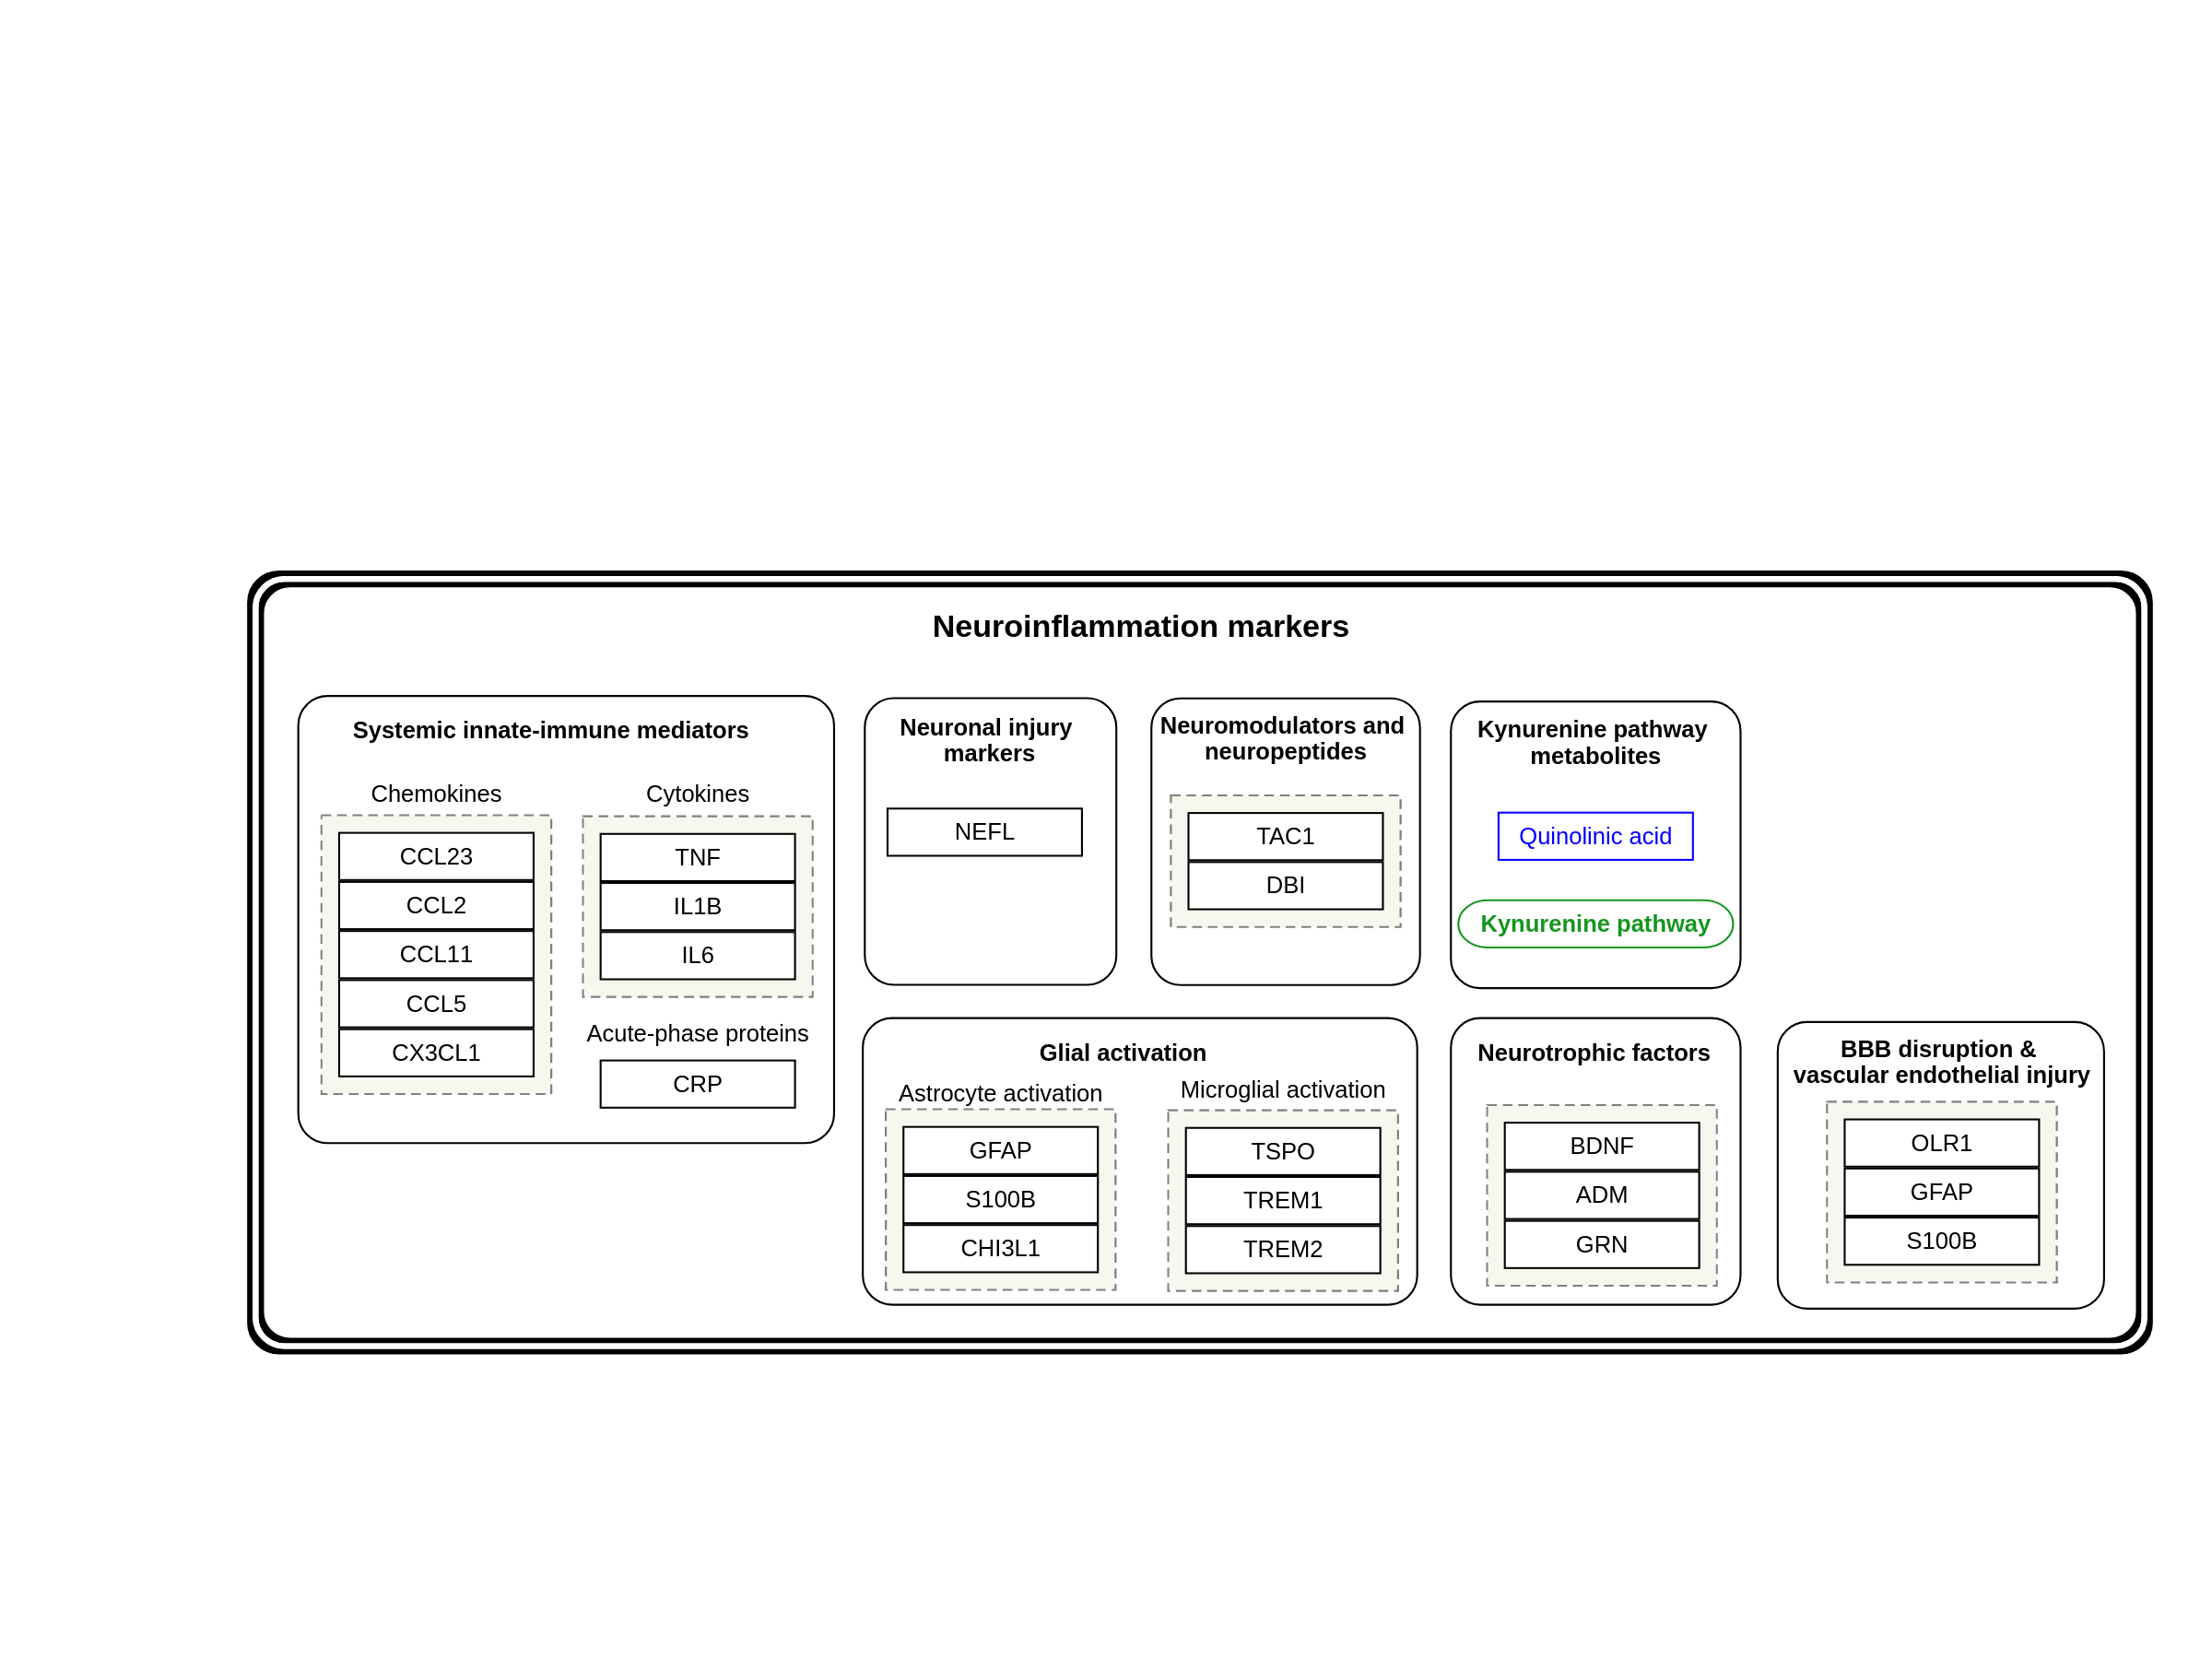 Neuroinflammation markers
Systemic innate-immune mediators
Chemokines
CCL23
CCL2
CCL11
CCL5
CX3CL1
Cytokines
TNF
IL1B
IL6
Acute-phase proteins
CRP
Neuronal injury
markers
NEFL
Neuromodulators and
neuropeptides
TAC1
DBI
Kynurenine pathway
metabolites
Quinolinic acid
Kynurenine pathway
Glial activation
Astrocyte activation
GFAP
S100B
CHI3L1
Microglial activation
TSPO
TREM1
TREM2
Neurotrophic factors
BDNF
ADM
GRN
BBB disruption &
vascular endothelial injury
OLR1
GFAP
S100B